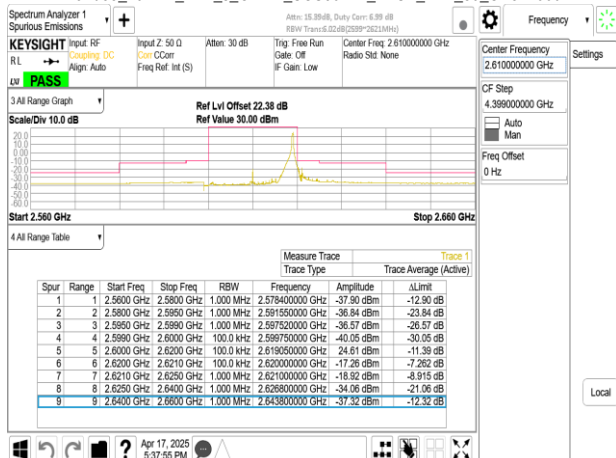 Spectrum Analyzer 1
Spurious Emissions
Attn: 15.39dB, Duty Corr: 6.99 dB
RBW Trans:6.02dB(2599~2621MHz)
Frequency
KEYSIGHT
Input: RF
Input Z: 50 Ω
Atten: 30 dB
Trig: Free Run
Center Freq: 2.610000000 GHz
RL
Coupling: DC
Corr CCorr
Gate: Off
Radio Std: None
Align: Auto
Freq Ref: Int (S)
IF Gain: Low
LXI
PASS
Center Frequency
2.610000000 GHz
Settings
CF Step
4.399000000 GHz
Auto
Man
Freq Offset
0 Hz
3 All Range Graph
Ref Lvl Offset 22.38 dB
Scale/Div 10.0 dB
Ref Value 30.00 dBm
20.0
10.0
0.00
-10.0
-20.0
-30.0
-40.0
-50.0
-60.0
Start 2.560 GHz
Stop 2.660 GHz
4 All Range Table
Measure Trace
Trace 1
Trace Type
Trace Average (Active)
Spur Range Start Freq Stop Freq RBW Frequency Amplitude ΔLimit
1 1 2.5600 GHz 2.5800 GHz 1.000 MHz 2.578400000 GHz -37.90 dBm -12.90 dB
2 2 2.5800 GHz 2.5950 GHz 1.000 MHz 2.591550000 GHz -36.84 dBm -23.84 dB
3 3 2.5950 GHz 2.5990 GHz 1.000 MHz 2.597520000 GHz -36.57 dBm -26.57 dB
4 4 2.5990 GHz 2.6000 GHz 100.0 kHz 2.599750000 GHz -40.05 dBm -30.05 dB
5 5 2.6000 GHz 2.6200 GHz 100.0 kHz 2.619050000 GHz 24.61 dBm -11.39 dB
6 6 2.6200 GHz 2.6210 GHz 100.0 kHz 2.620000000 GHz -17.26 dBm -7.262 dB
7 7 2.6210 GHz 2.6250 GHz 1.000 MHz 2.621000000 GHz -18.92 dBm -8.915 dB
8 8 2.6250 GHz 2.6400 GHz 1.000 MHz 2.626800000 GHz -34.06 dBm -21.06 dB
9 9 2.6400 GHz 2.6600 GHz 1.000 MHz 2.643800000 GHz -37.32 dBm -12.32 dB
Local
?
Apr 17, 2025
5:37:55 PM